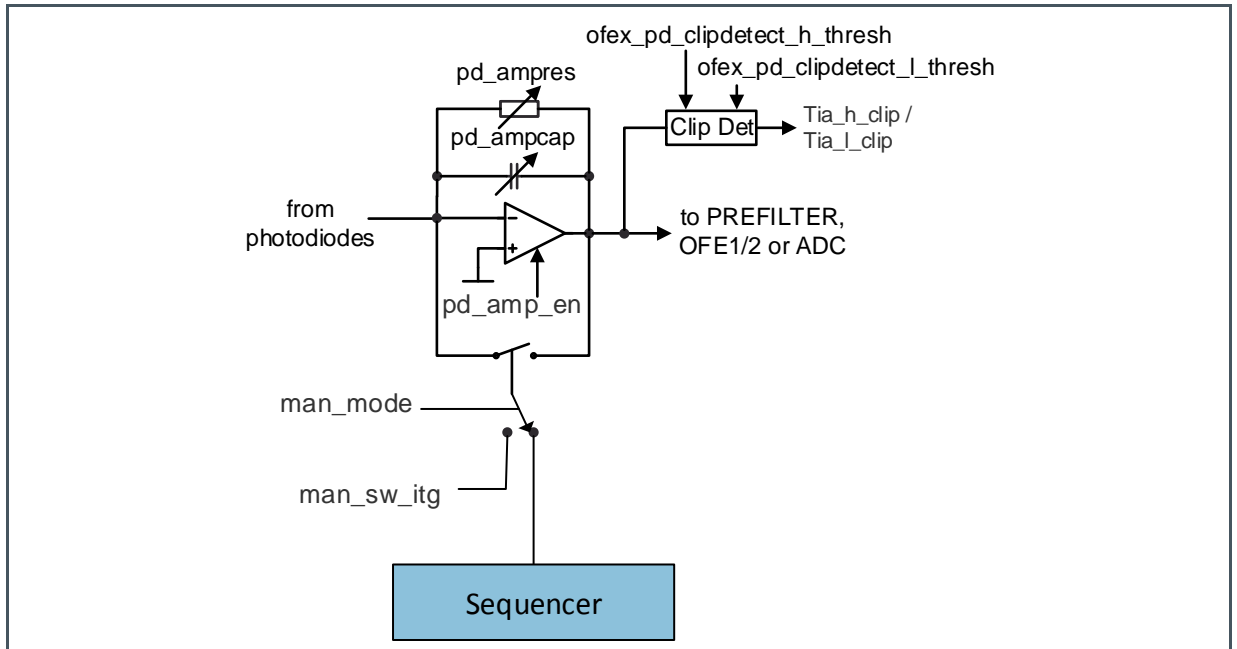 ofex_pd_clipdetect_h_thresh
ofex_pd_clipdetect_l_thresh
pd_ampres
Clip Det
Tia_h_clip /
Tia_l_clip
pd_ampcap
from
photodiodes
to PREFILTER,
OFE1/2 or ADC
pd_amp_en
man_mode
man_sw_itg
Sequencer